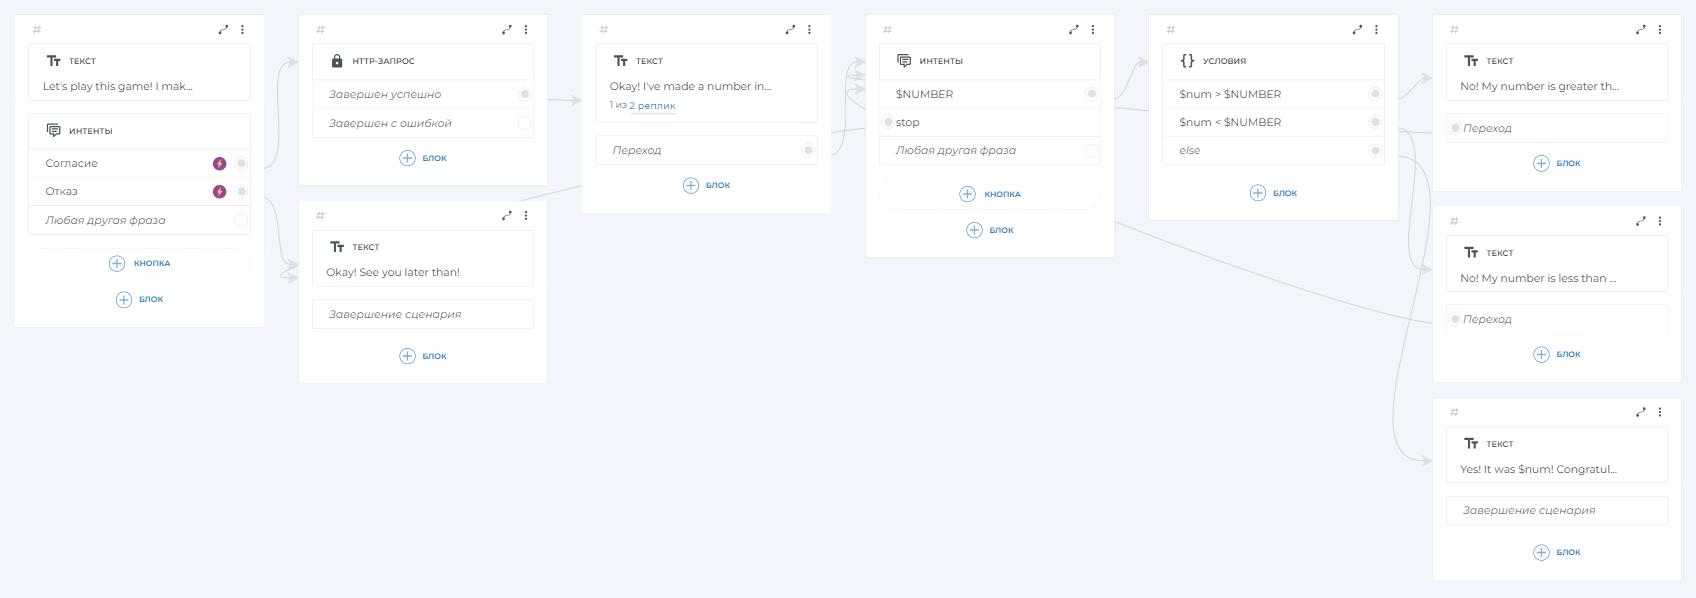 #
ТЕКСТ
Let's play this game! I mak...
ИНТЕНТЫ
Согласие
Отказ
Любая другая фраза
КНОПКА
БЛОК
#
HTTP-ЗАПРОС
Завершен успешно
Завершен с ошибкой
БЛОК
#
ТЕКСТ
Okay! See you later than!
Завершение сценария
БЛОК
#
ТЕКСТ
Okay! I've made a number in...
1 из 2 реплик
Переход
БЛОК
#
ИНТЕНТЫ
$NUMBER
stop
Любая другая фраза
КНОПКА
БЛОК
#
УСЛОВИЯ
$num > $NUMBER
$num < $NUMBER
else
БЛОК
#
ТЕКСТ
No! My number is greater th...
Переход
БЛОК
#
ТЕКСТ
No! My number is less than ...
Переход
БЛОК
#
ТЕКСТ
Yes! It was $num! Congratul...
Завершение сценария
БЛОК